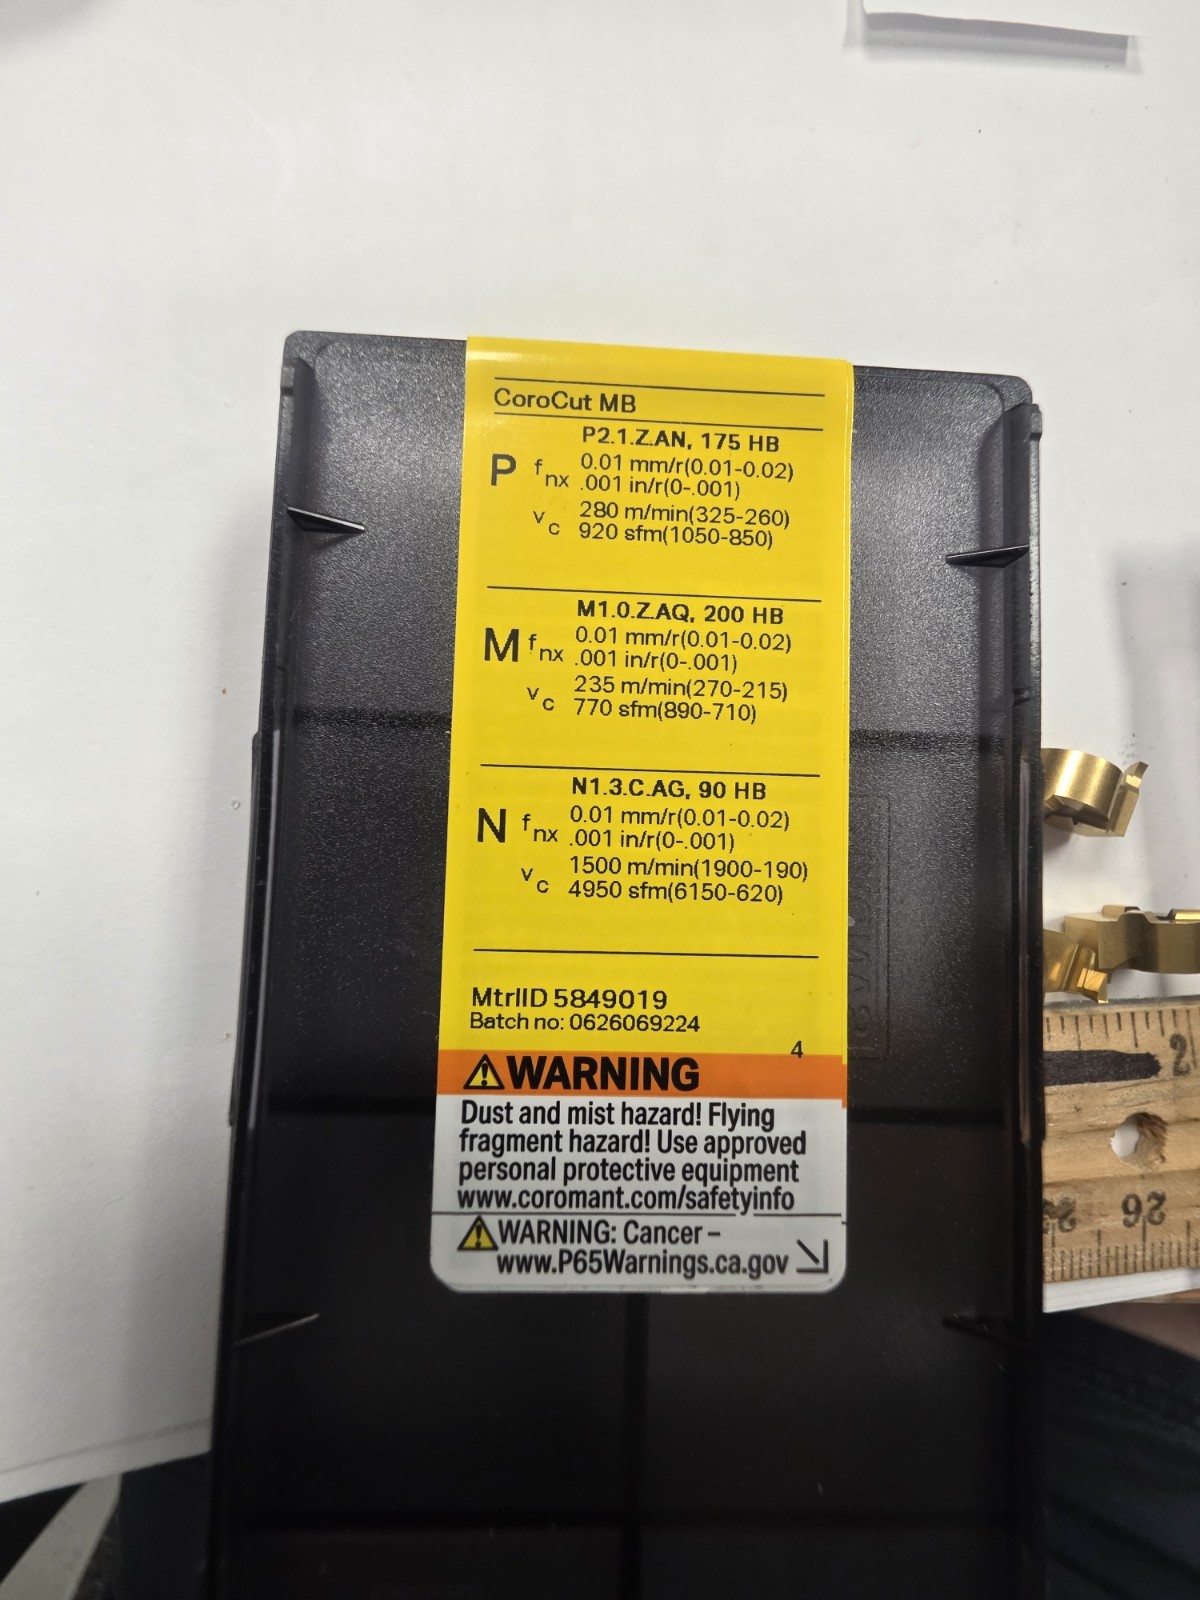 CoroCut MB
P2.1.Z.AN, 175 HB
P fnx 0.01 mm/r(0.01-0.02)
.001 in/r(0-.001)
vc 280 m/min(325-260)
920 sfm(1050-850)
M1.0.Z.AQ, 200 HB
M fnx 0.01 mm/r(0.01-0.02)
.001 in/r(0-.001)
vc 235 m/min(270-215)
770 sfm(890-710)
N1.3.C.AG, 90 HB
N fnx 0.01 mm/r(0.01-0.02)
.001 in/r(0-.001)
vc 1500 m/min(1900-190)
4950 sfm(6150-620)
MtrlID 5849019
Batch no: 0626069224
4
WARNING
Dust and mist hazard! Flying
fragment hazard! Use approved
personal protective equipment
www.coromant.com/safetyinfo
WARNING: Cancer –
www.P65Warnings.ca.gov
2
26